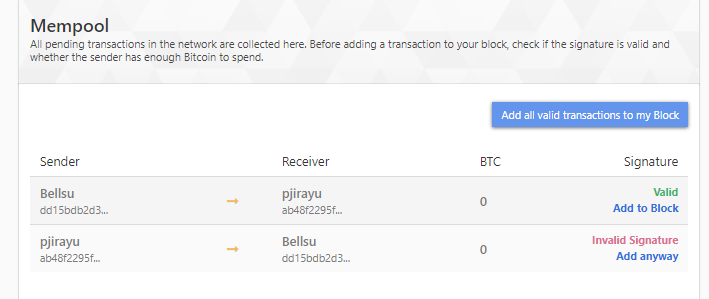 Mempool
All pending transactions in the network are collected here. Before adding a transaction to your block, check if the signature is valid and
whether the sender has enough Bitcoin to spend.
Add all valid transactions to my Block
Sender Receiver BTC Signature
Bellsu → pjirayu 0 Valid
dd15bdb2d3... ab48f2295f... Add to Block
pjirayu → Bellsu 0 Invalid Signature
ab48f2295f... dd15bdb2d3... Add anyway